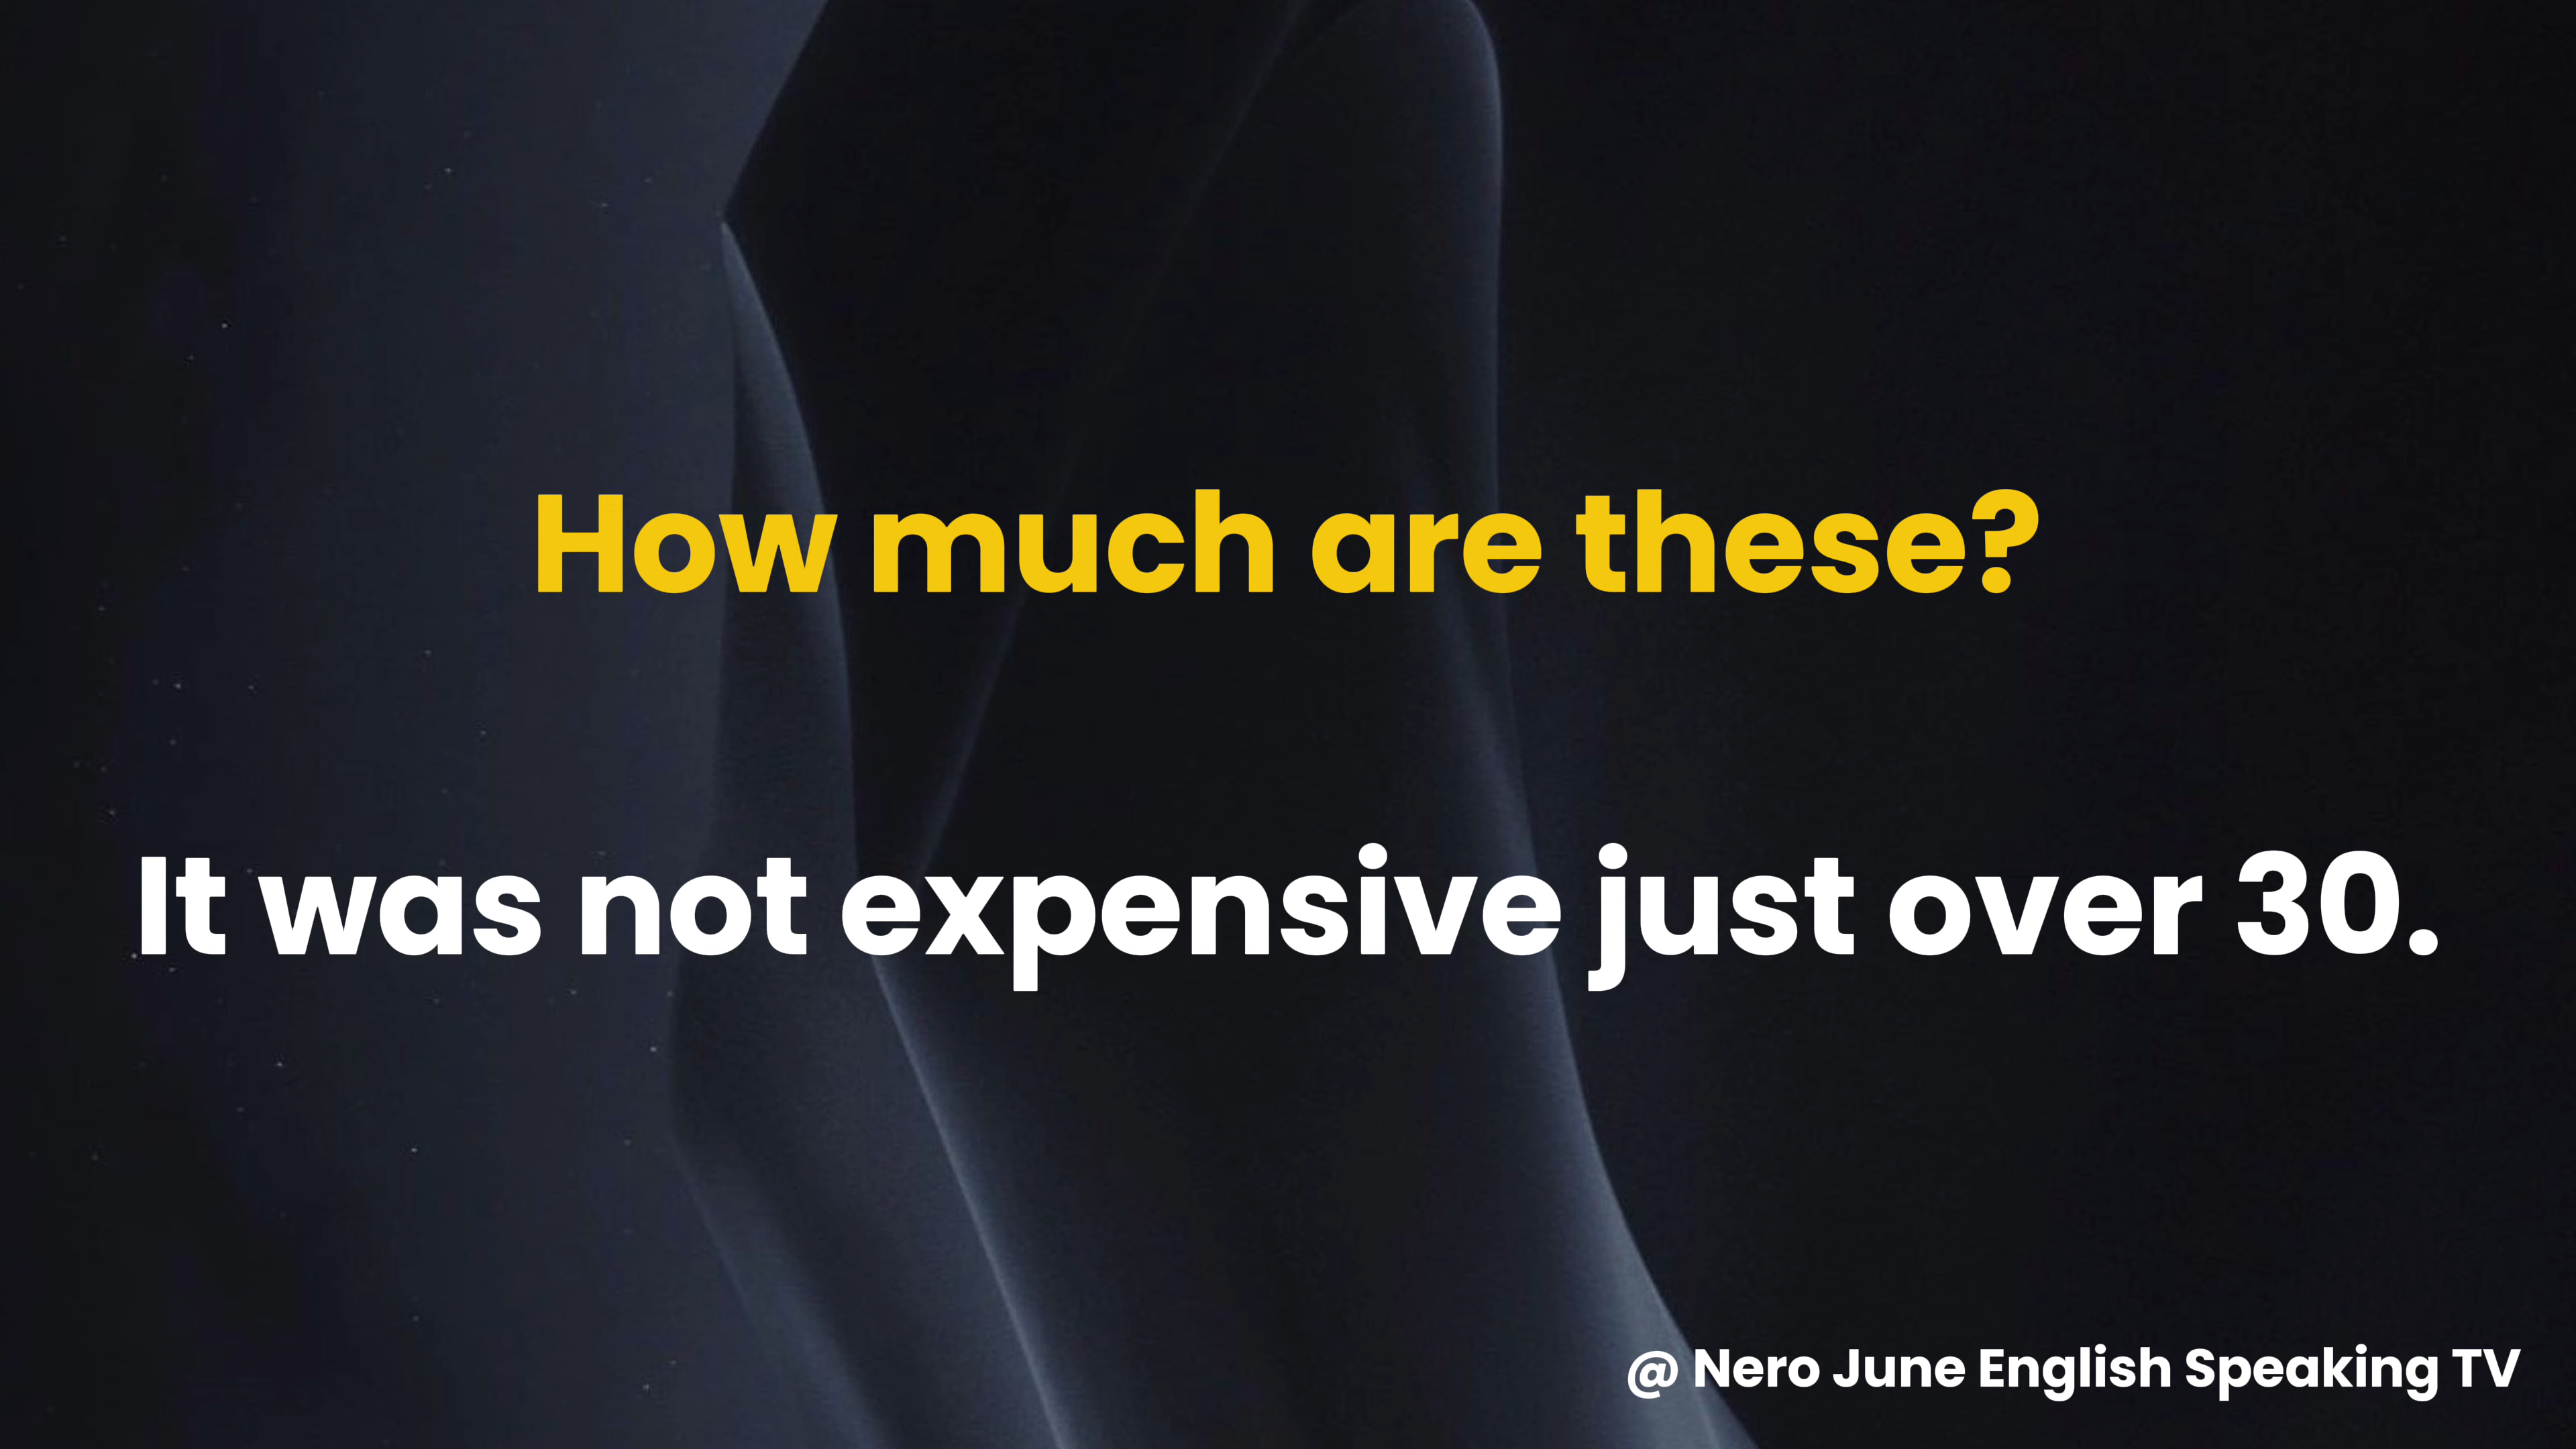 How much are these?
It was not expensive just over 30.
@ Nero June English Speaking TV